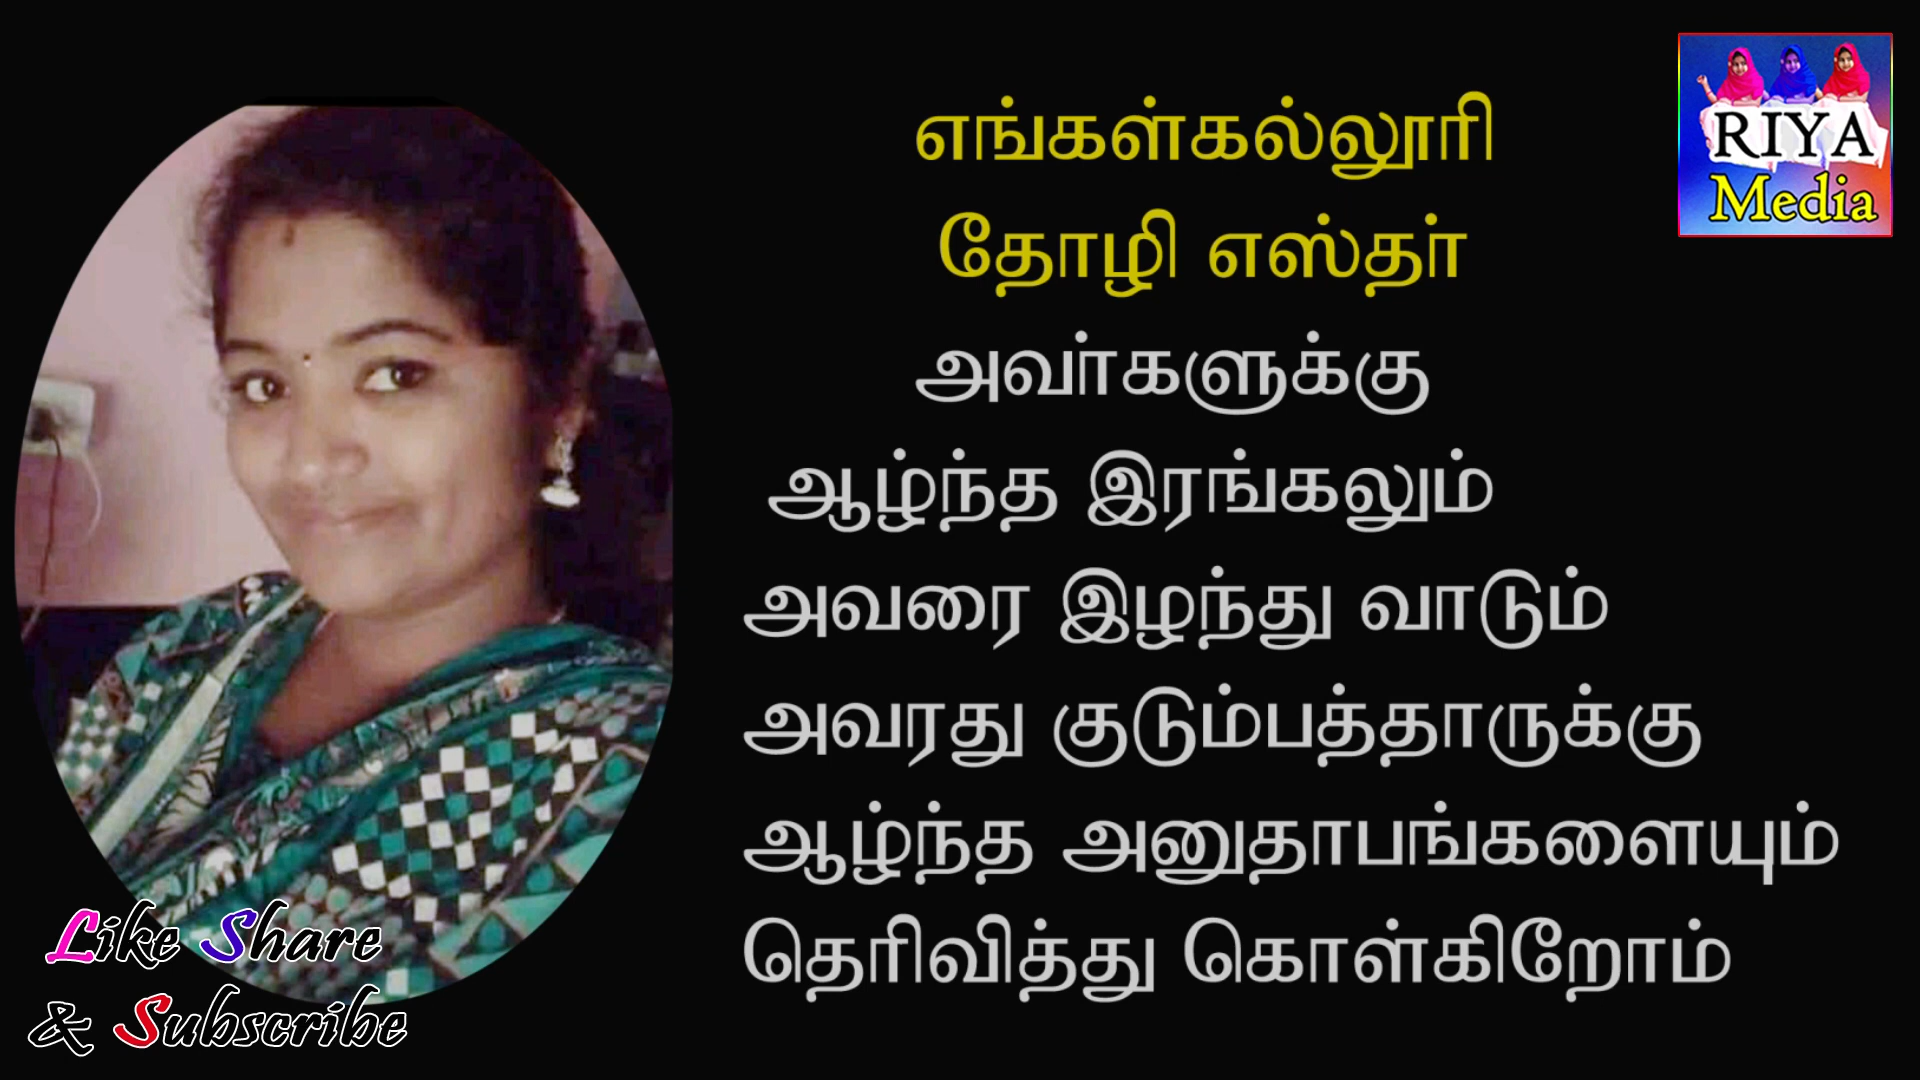 எங்கள்கல்லூரி
தோழி எஸ்தர்
அவர்களுக்கு
ஆழ்ந்த இரங்கலும்
அவரை இழந்து வாடும்
அவரது குடும்பத்தாருக்கு
ஆழ்ந்த அனுதாபங்களையும்
தெரிவித்து கொள்கிறோம்
RIYA
Media
Like Share
& Subscribe